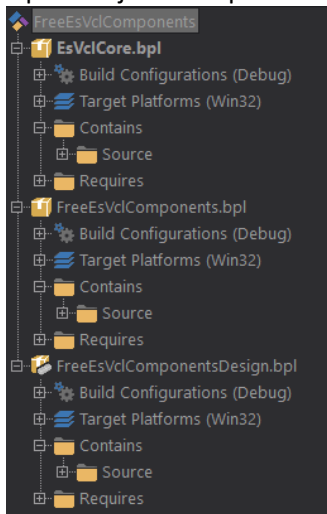 FreeEsVclComponents
EsVclCore.bpl
Build Configurations (Debug)
Target Platforms (Win32)
Contains
Source
Requires
FreeEsVclComponents.bpl
Build Configurations (Debug)
Target Platforms (Win32)
Contains
Source
Requires
FreeEsVclComponentsDesign.bpl
Build Configurations (Debug)
Target Platforms (Win32)
Contains
Source
Requires